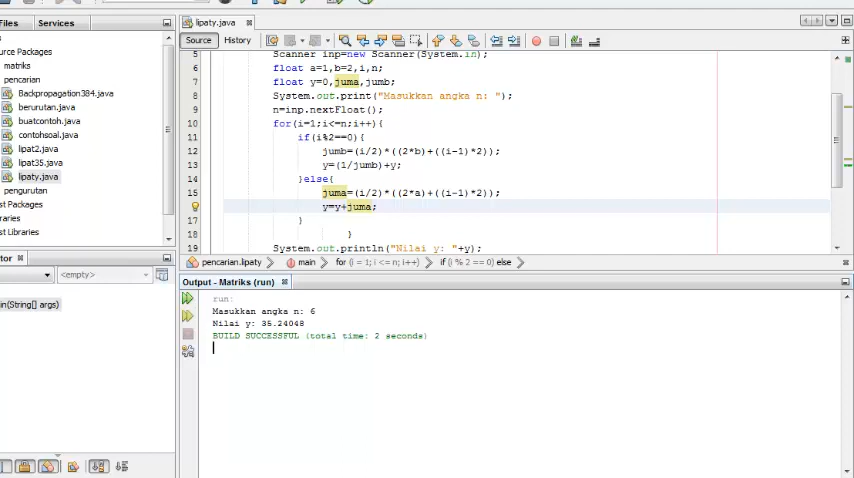 Files Services
lipaty.java
Source History
ource Packages
matriks
pencarian
Backpropagation384.java
berurutan.java
buatcontoh.java
contohsoal.java
lipat2.java
lipat35.java
lipaty.java
pengurutan
st Packages
raries
st Libraries
5 Scanner inp=new Scanner(System.in);
6 float a=1,b=2,i,n;
7 float y=0,juma,jumb;
8 System.out.print("Masukkan angka n: ");
9 n=inp.nextFloat();
10 for(i=1;i<=n;i++){
11 if(i%2==0){
12 jumb=(i/2)*((2*b)+((i-1)*2));
13 y=(1/jumb)+y;
14 }else{
15 juma=(i/2)*((2*a)+((i-1)*2));
y=y+juma;
17 }
18 }
19 System.out.println("Nilai y: "+y);
pencarian.lipaty main for (i = 1; i <= n; i++) if (i % 2 == 0) else
tor
<empty>
in(String[] args)
Output - Matriks (run)
run:
Masukkan angka n: 6
Nilai y: 35.24048
BUILD SUCCESSFUL (total time: 2 seconds)